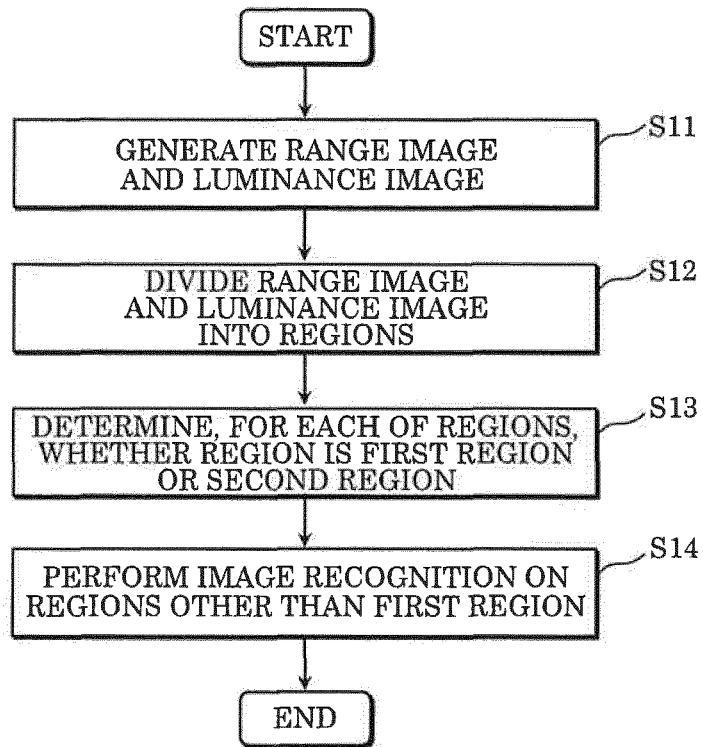 START
GENERATE RANGE IMAGE
AND LUMINANCE IMAGE
S11
DIVIDE RANGE IMAGE
AND LUMINANCE IMAGE
INTO REGIONS
S12
DETERMINE, FOR EACH OF REGIONS,
WHETHER REGION IS FIRST REGION
OR SECOND REGION
S13
PERFORM IMAGE RECOGNITION ON
REGIONS OTHER THAN FIRST REGION
S14
END